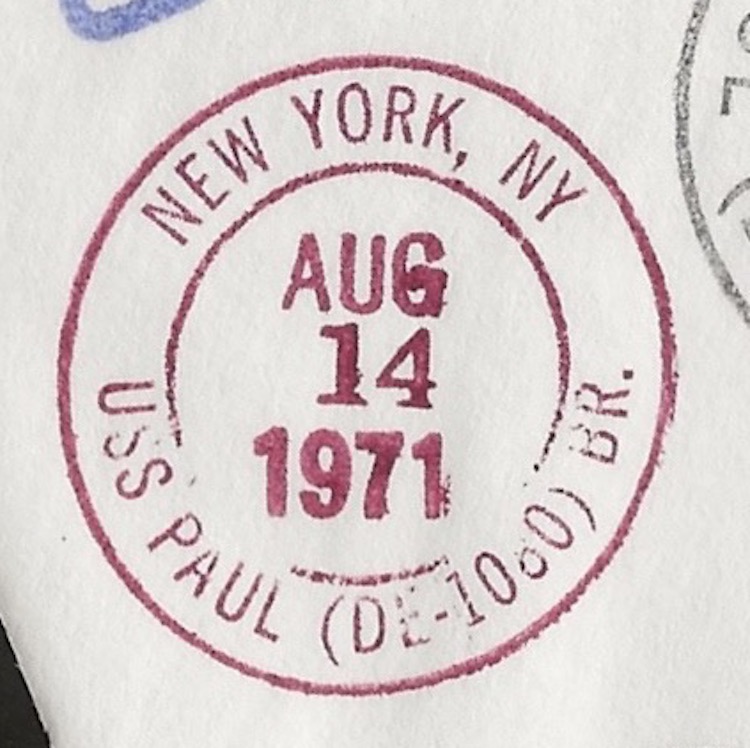 NEW YORK, NY
AUG
14
1971
USS PAUL (DE-1080) BR.